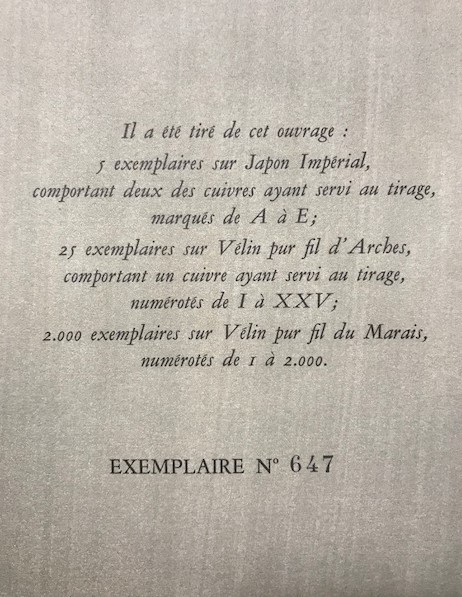 Il a été tiré de cet ouvrage :
5 exemplaires sur Japon Impérial,
comportant deux des cuivres ayant servi au tirage,
marqués de A à E;
25 exemplaires sur Vélin pur fil d'Arches,
comportant un cuivre ayant servi au tirage,
numérotés de I à XXV;
2.000 exemplaires sur Vélin pur fil du Marais,
numérotés de 1 à 2.000.
EXEMPLAIRE Nº 647